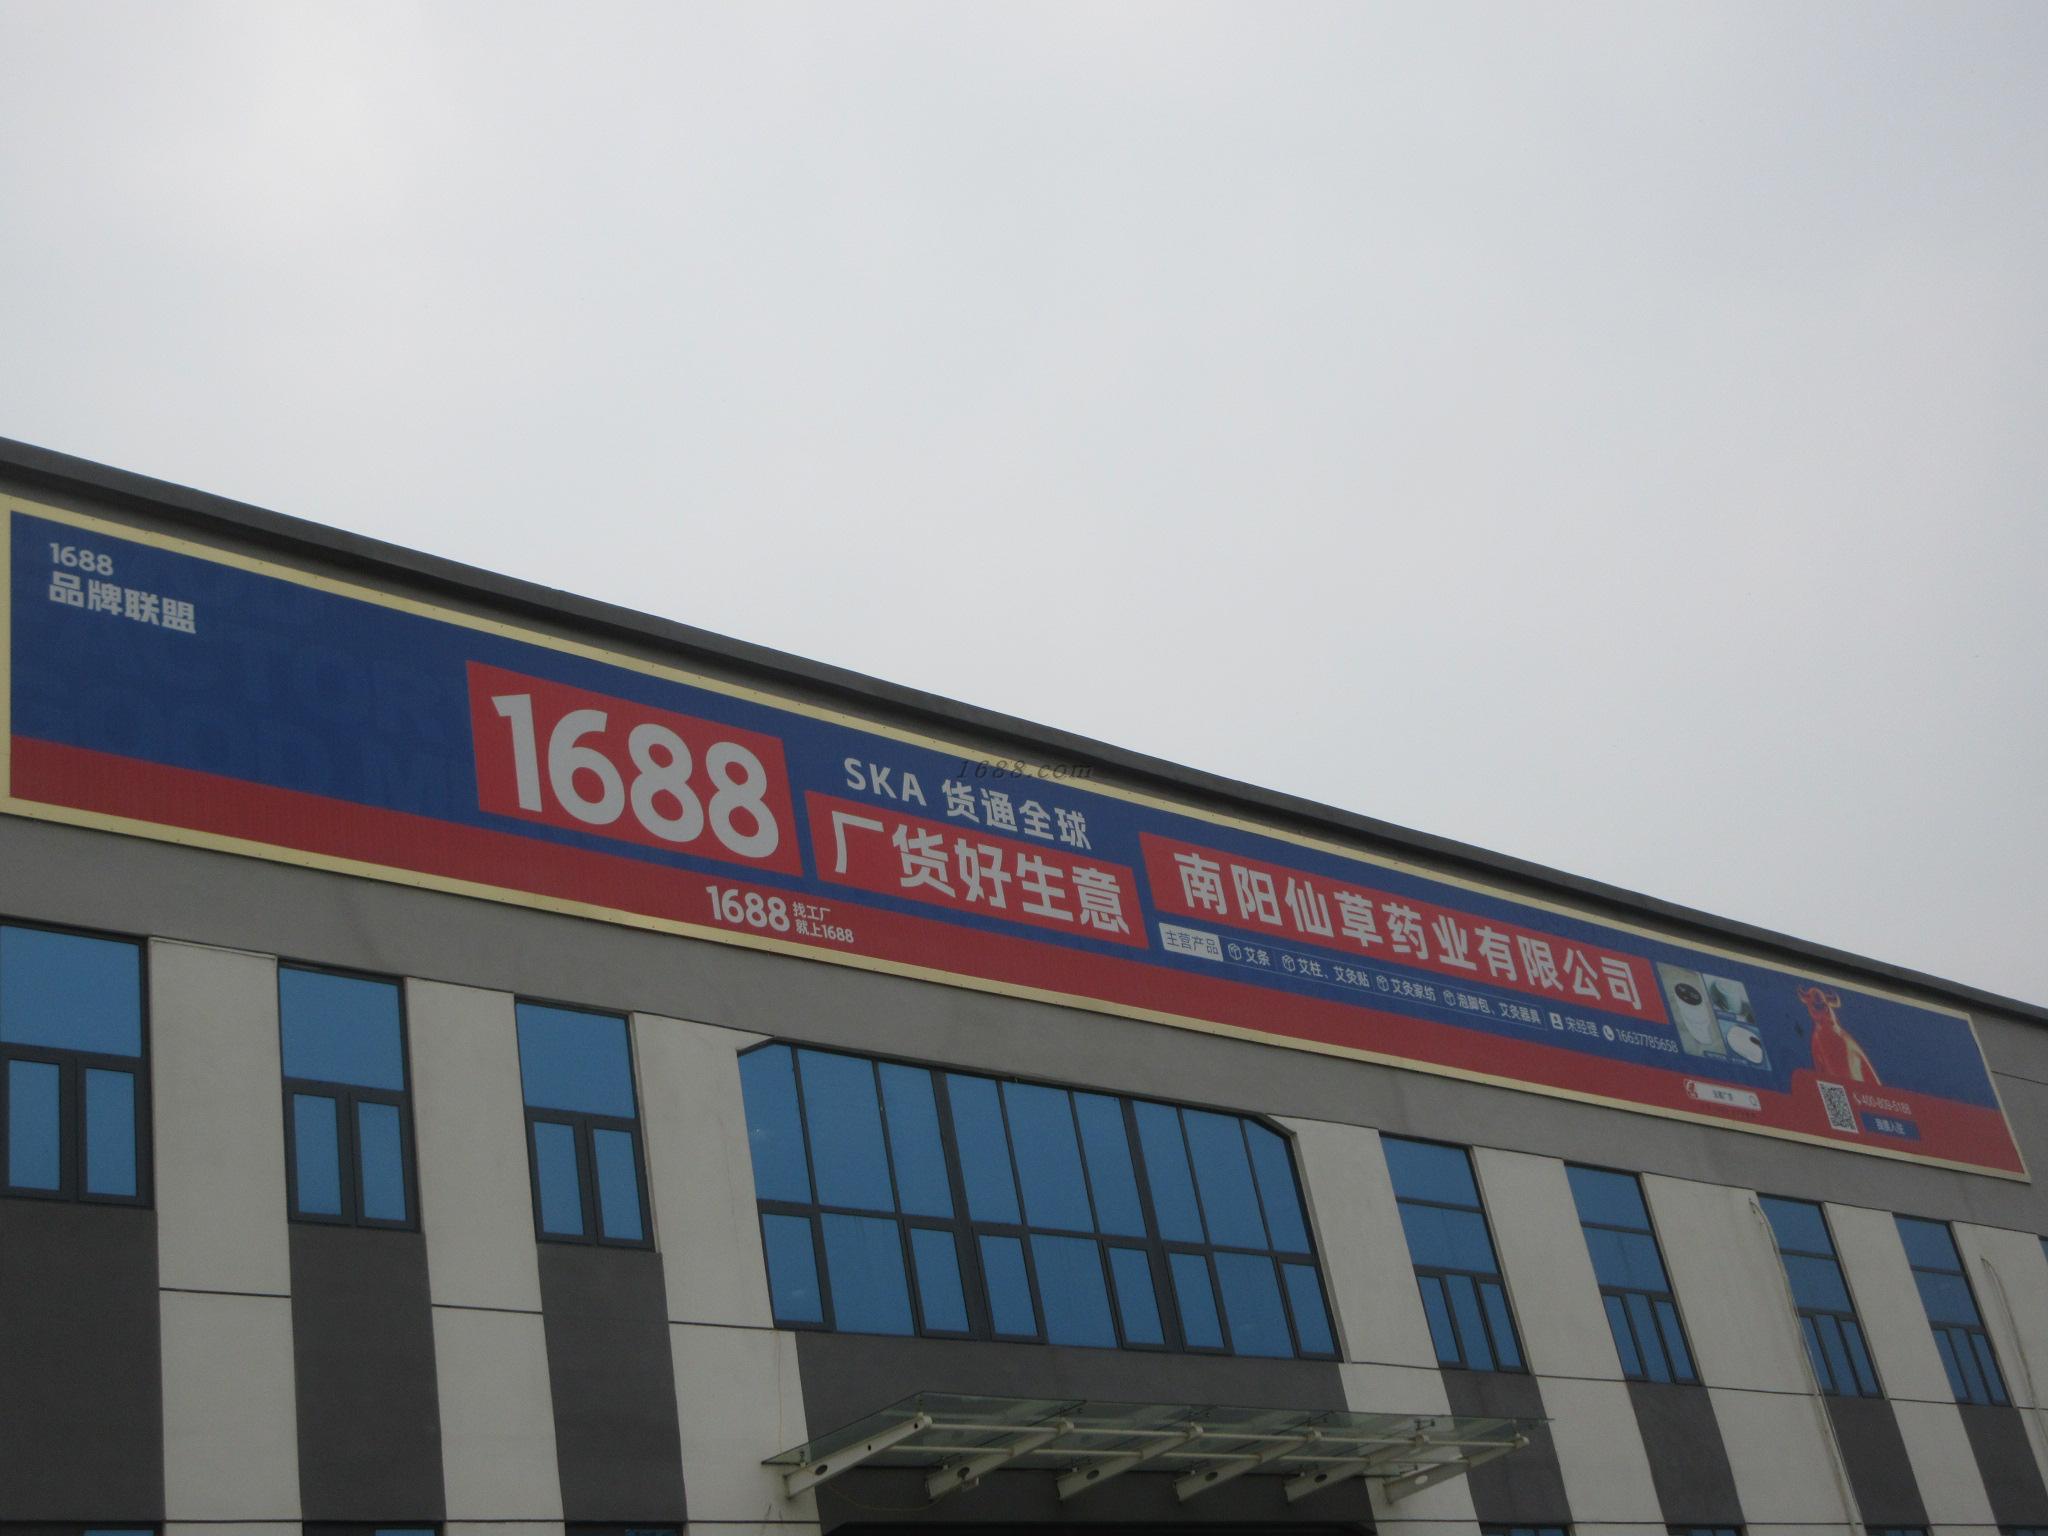 1688
品牌联盟
1688
SKA 货通全球
厂货好生意
1688.com
1688 找工厂
就上1688
南阳仙草药业有限公司
主营产品 艾条 艾柱、艾灸贴 艾灸家纺 泡脚包、艾灸器具 宋经理 16637785658
400-809-5188